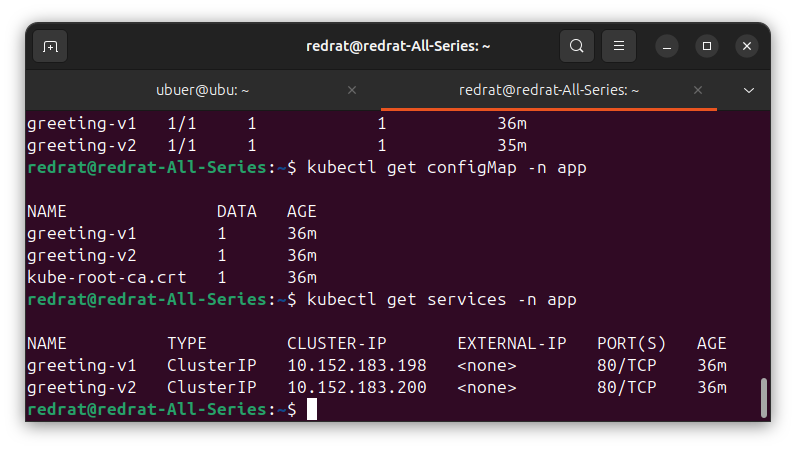 redrat@redrat-All-Series: ~
ubuer@ubu: ~
redrat@redrat-All-Series: ~
greeting-v1   1/1     1            1           36m
greeting-v2   1/1     1            1           35m
redrat@redrat-All-Series:~$ kubectl get configMap -n app
NAME               DATA   AGE
greeting-v1        1      36m
greeting-v2        1      36m
kube-root-ca.crt   1      36m
redrat@redrat-All-Series:~$ kubectl get services -n app
NAME          TYPE        CLUSTER-IP       EXTERNAL-IP   PORT(S)   AGE
greeting-v1   ClusterIP   10.152.183.198   <none>        80/TCP    36m
greeting-v2   ClusterIP   10.152.183.200   <none>        80/TCP    36m
redrat@redrat-All-Series:~$